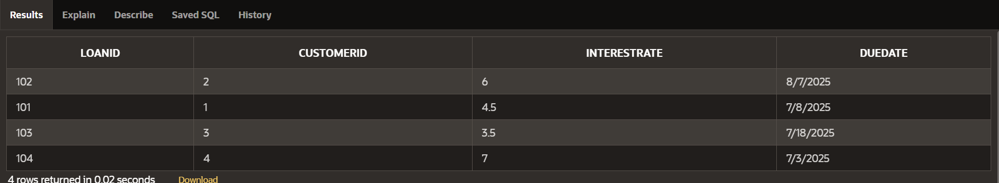 Results Explain Describe Saved SQL History
LOANID CUSTOMERID INTERESTRATE DUEDATE
102 2 6 8/7/2025
101 1 4.5 7/8/2025
103 3 3.5 7/18/2025
104 4 7 7/3/2025
4 rows returned in 0.02 seconds Download